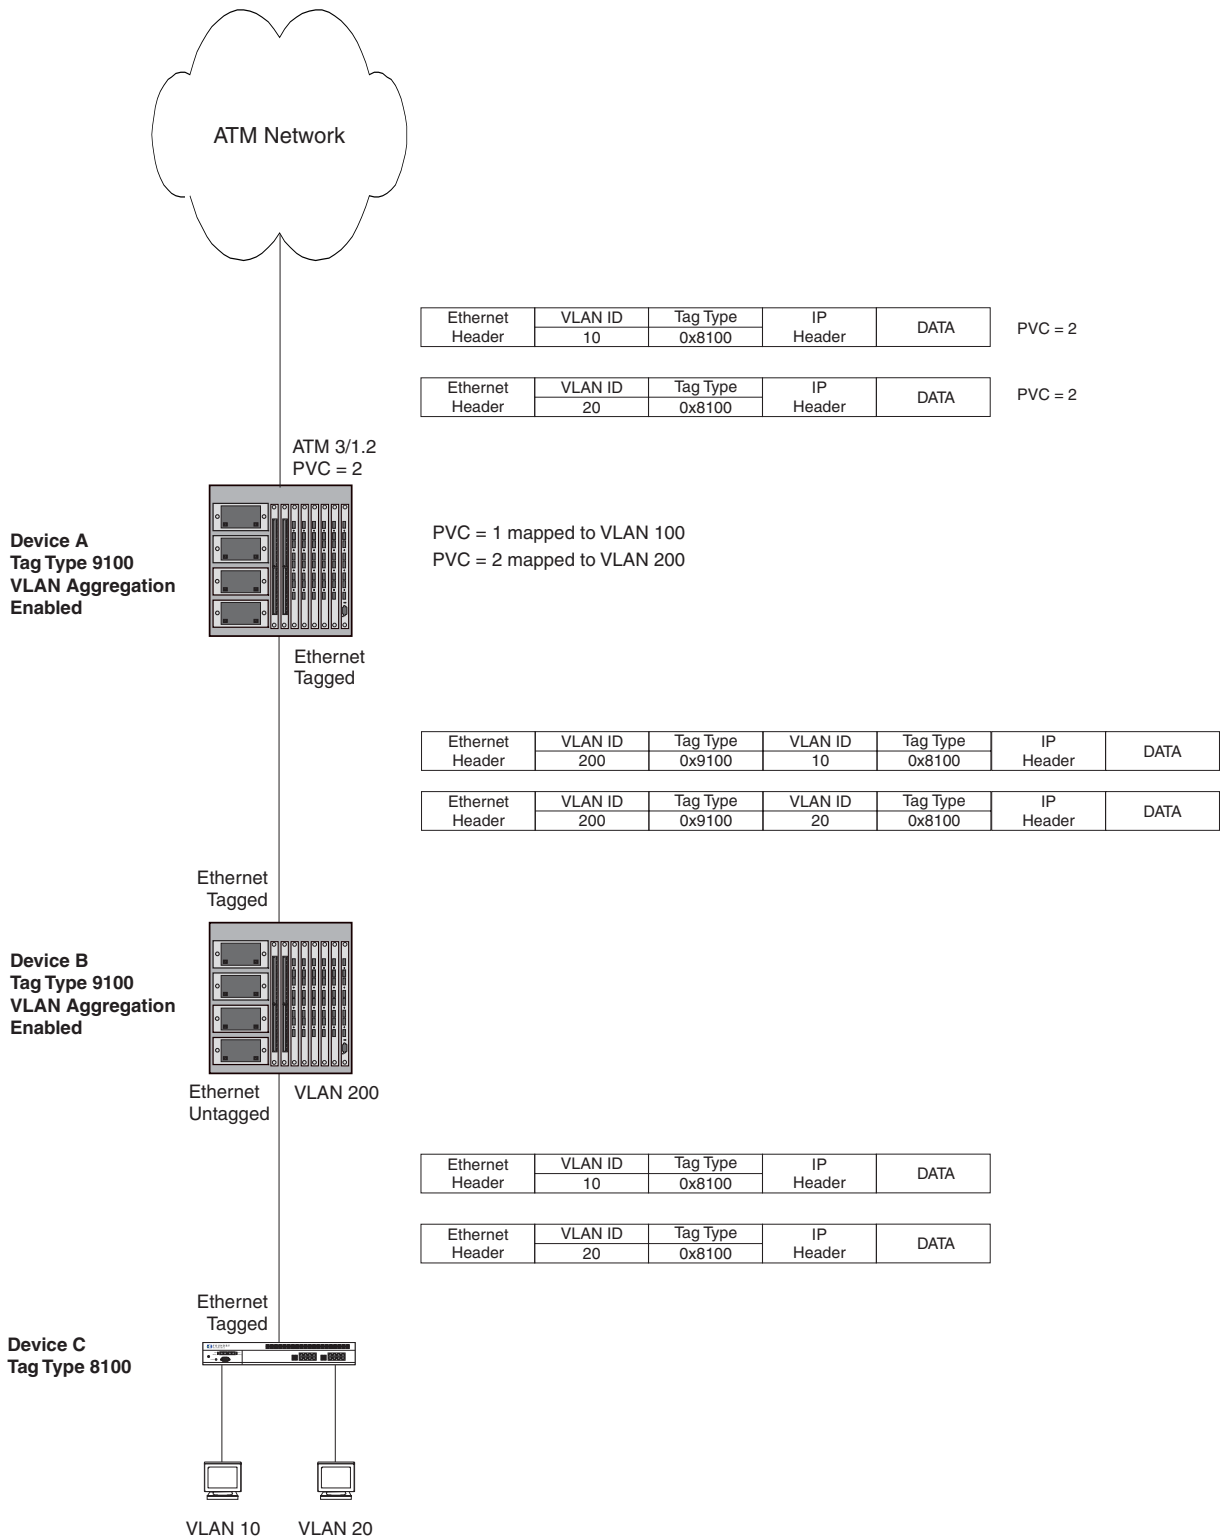 ATM Network
Ethernet Header VLAN ID 10 Tag Type 0x8100 IP Header DATA PVC = 2
Ethernet Header VLAN ID 20 Tag Type 0x8100 IP Header DATA PVC = 2
ATM 3/1.2
PVC = 2
Device A
Tag Type 9100
VLAN Aggregation
Enabled
PVC = 1 mapped to VLAN 100
PVC = 2 mapped to VLAN 200
Ethernet
Tagged
Ethernet Header VLAN ID 200 Tag Type 0x9100 VLAN ID 10 Tag Type 0x8100 IP Header DATA
Ethernet Header VLAN ID 200 Tag Type 0x9100 VLAN ID 20 Tag Type 0x8100 IP Header DATA
Ethernet
Tagged
Device B
Tag Type 9100
VLAN Aggregation
Enabled
Ethernet
Untagged
VLAN 200
Ethernet Header VLAN ID 10 Tag Type 0x8100 IP Header DATA
Ethernet Header VLAN ID 20 Tag Type 0x8100 IP Header DATA
Ethernet
Tagged
Device C
Tag Type 8100
VLAN 10
VLAN 20